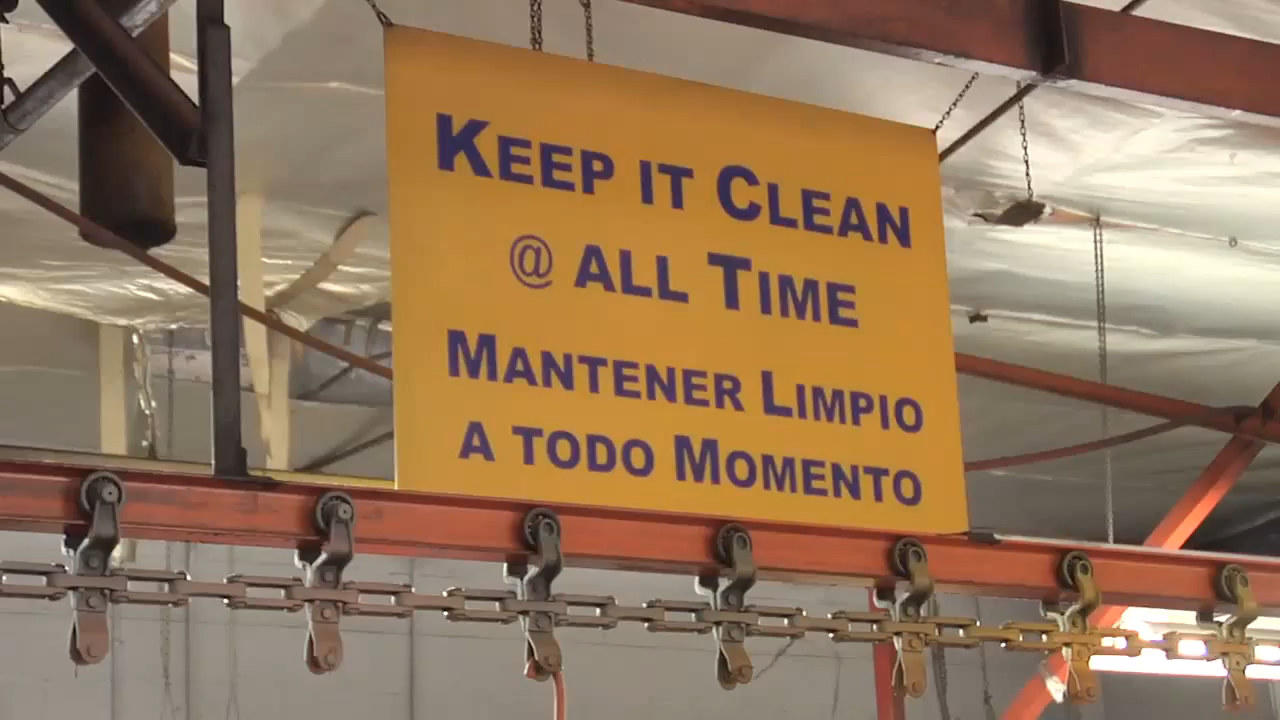 KEEP IT CLEAN
@ ALL TIME
MANTENER LIMPIO
A TODO MOMENTO